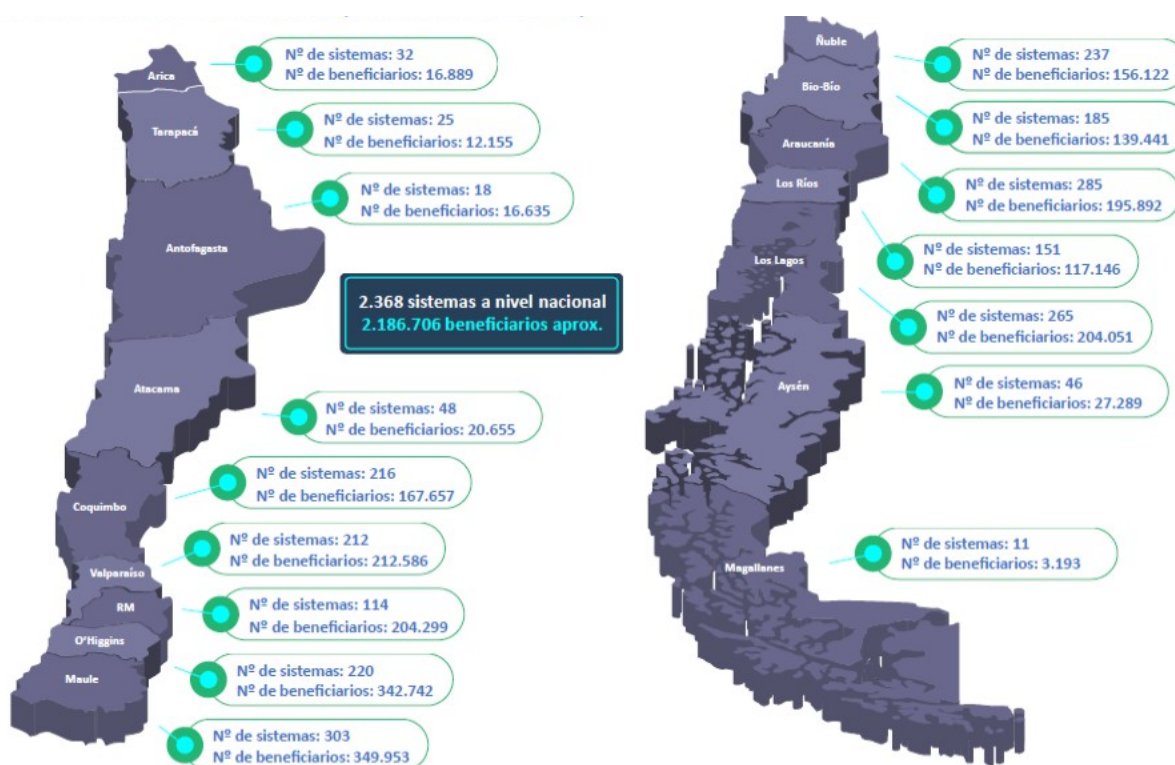 Arica
Nº de sistemas: 32
Nº de beneficiarios: 16.889
Tarapacá
Nº de sistemas: 25
Nº de beneficiarios: 12.155
Antofagasta
Nº de sistemas: 18
Nº de beneficiarios: 16.635
2.368 sistemas a nivel nacional
2.186.706 beneficiarios aprox.
Atacama
Nº de sistemas: 48
Nº de beneficiarios: 20.655
Coquimbo
Nº de sistemas: 216
Nº de beneficiarios: 167.657
Valparaíso
Nº de sistemas: 212
Nº de beneficiarios: 212.586
RM
Nº de sistemas: 114
Nº de beneficiarios: 204.299
O'Higgins
Nº de sistemas: 220
Nº de beneficiarios: 342.742
Maule
Nº de sistemas: 303
Nº de beneficiarios: 349.953
Ñuble
Nº de sistemas: 237
Nº de beneficiarios: 156.122
Bío-Bío
Nº de sistemas: 185
Nº de beneficiarios: 139.441
Araucanía
Nº de sistemas: 285
Nº de beneficiarios: 195.892
Los Ríos
Nº de sistemas: 151
Nº de beneficiarios: 117.146
Los Lagos
Nº de sistemas: 265
Nº de beneficiarios: 204.051
Aysén
Nº de sistemas: 46
Nº de beneficiarios: 27.289
Magallanes
Nº de sistemas: 11
Nº de beneficiarios: 3.193